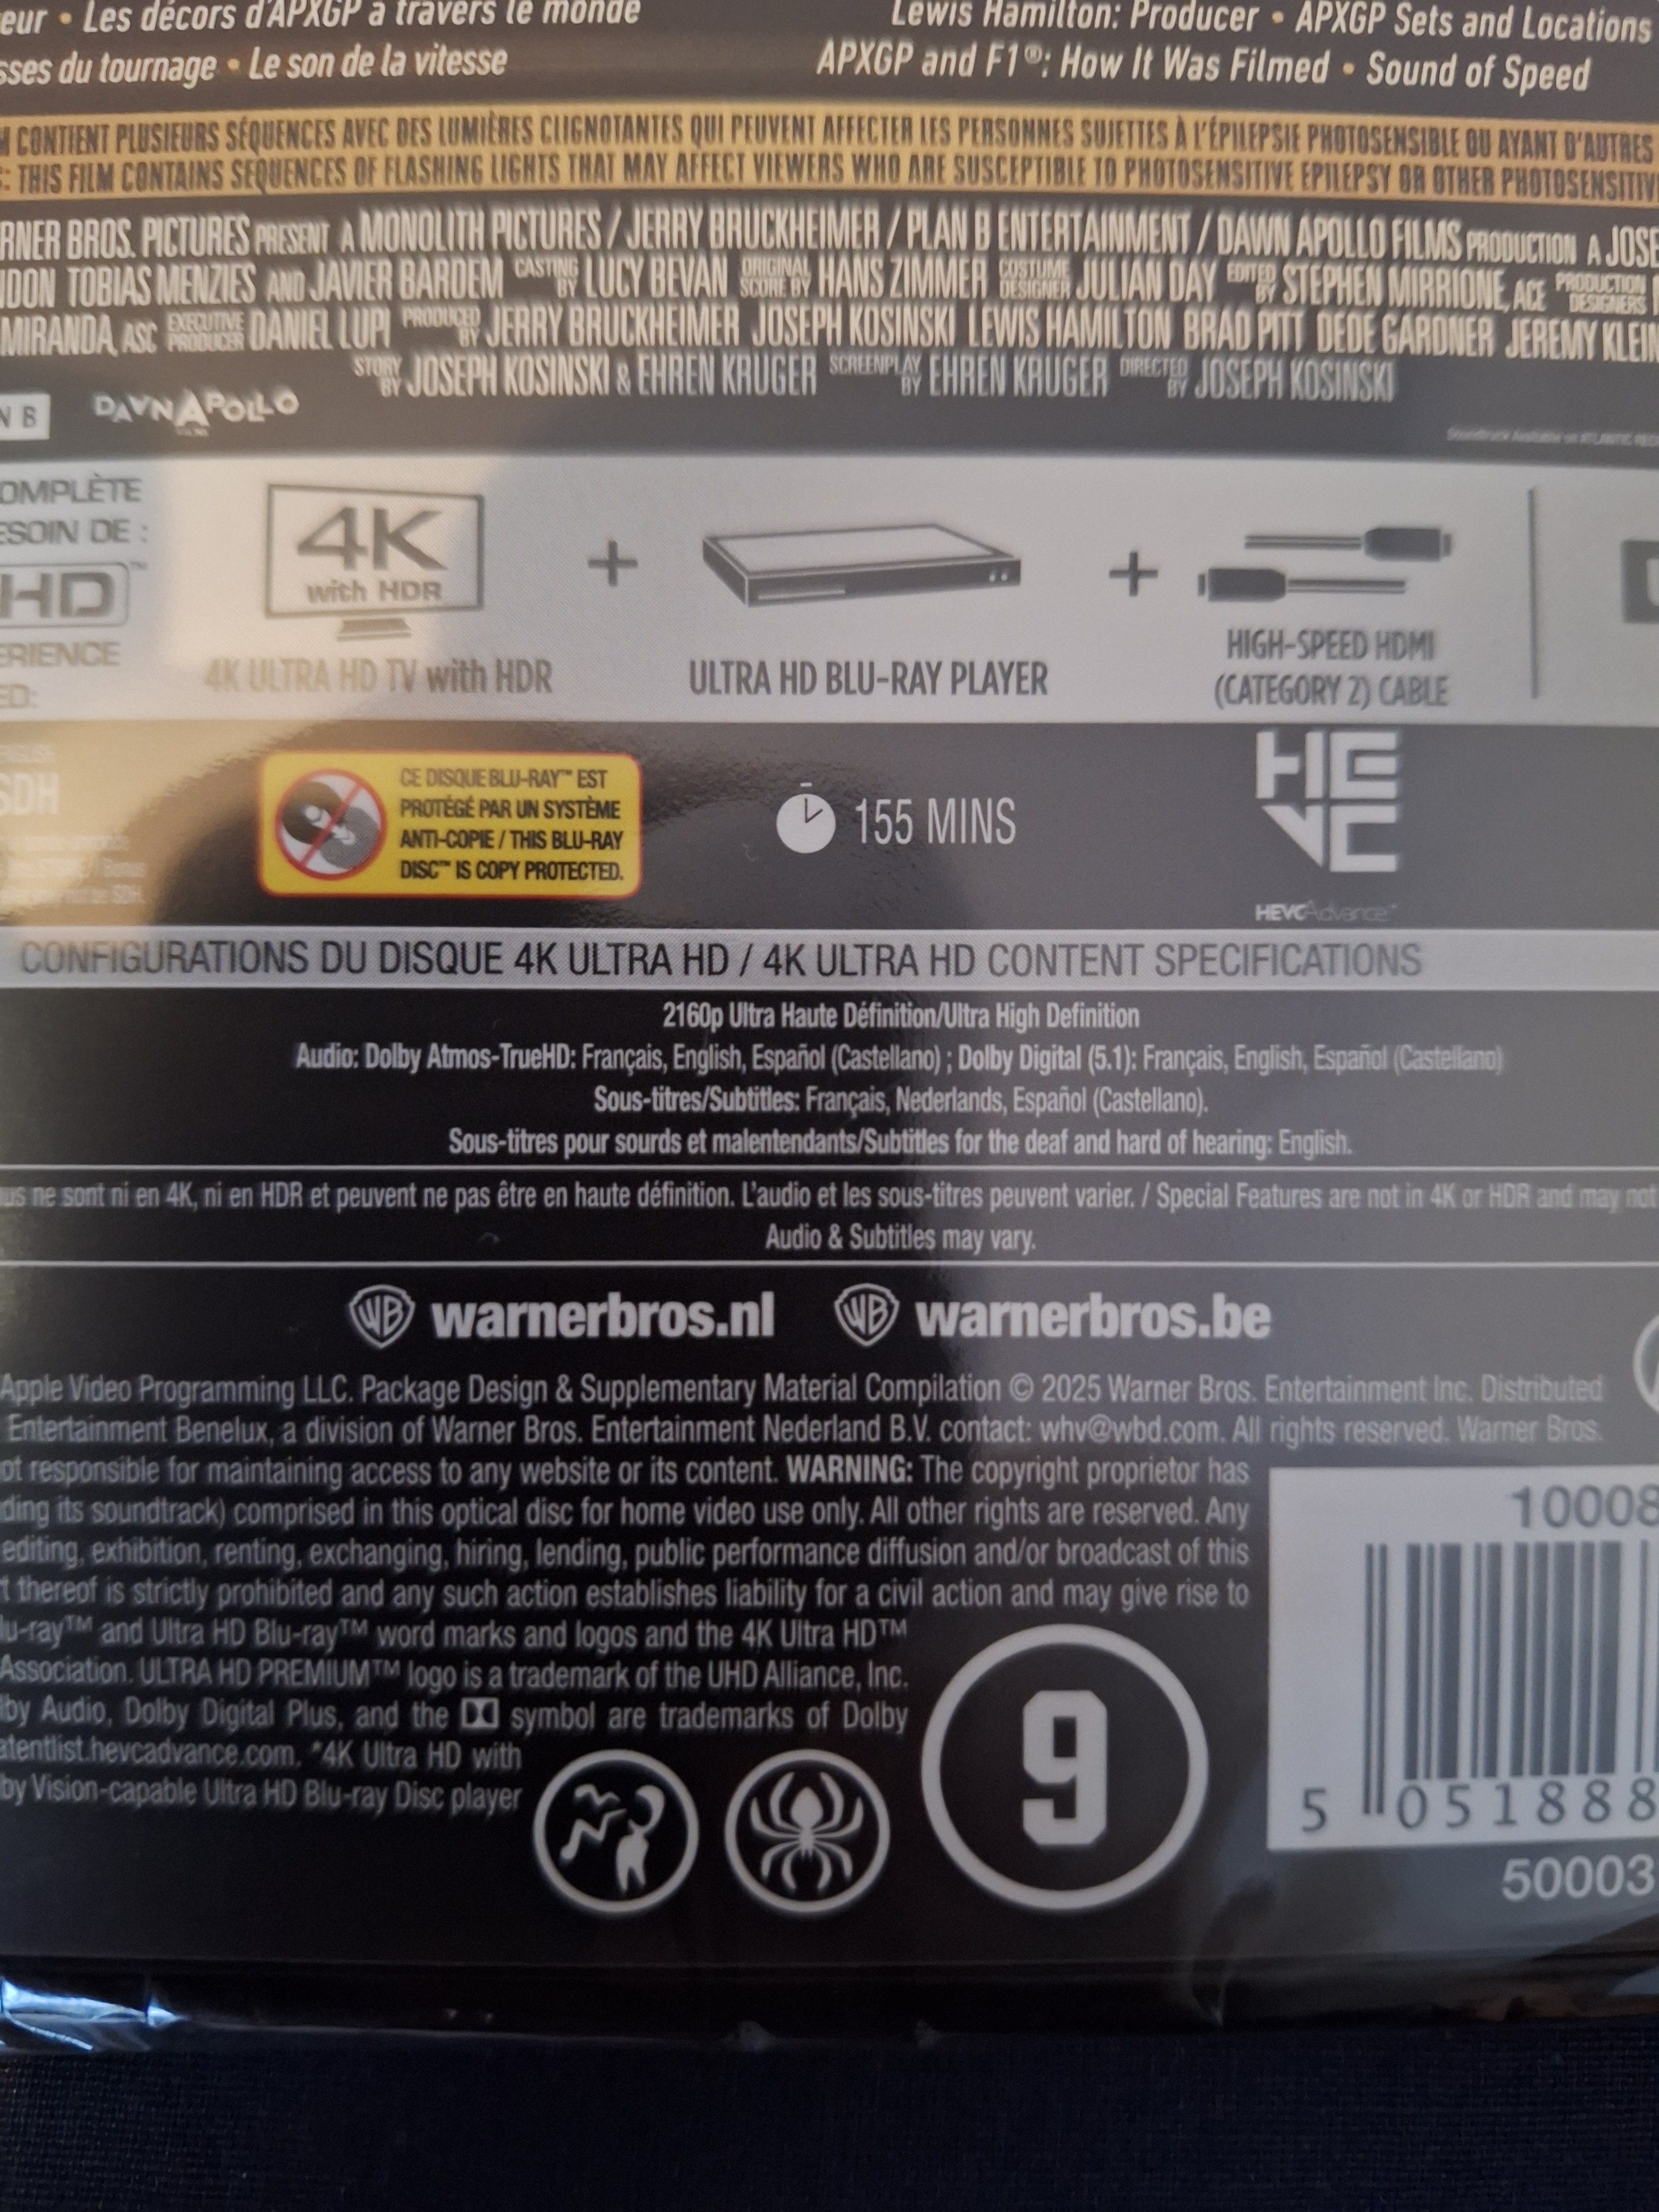 eur • Les décors d'APXGP à travers le monde
Lewis Hamilton: Producer • APXGP Sets and Locations
sses du tournage • Le son de la vitesse
APXGP and F1®: How It Was Filmed • Sound of Speed
M CONTIENT PLUSIEURS SÉQUENCES AVEC DES LUMIÈRES CLIGNOTANTES QUI PEUVENT AFFECTER LES PERSONNES SUJETTES À L'ÉPILEPSIE PHOTOSENSIBLE OU AYANT D'AUTRES
: THIS FILM CONTAINS SEQUENCES OF FLASHING LIGHTS THAT MAY AFFECT VIEWERS WHO ARE SUSCEPTIBLE TO PHOTOSENSITIVE EPILEPSY OR OTHER PHOTOSENSITIV
RNER BROS. PICTURES PRESENT A MONOLITH PICTURES / JERRY BRUCKHEIMER / PLAN B ENTERTAINMENT / DAWN APOLLO FILMS PRODUCTION A JOSE
DON TOBIAS MENZIES AND JAVIER BARDEM CASTING BY LUCY BEVAN ORIGINAL SCORE BY HANS ZIMMER COSTUME DESIGNER JULIAN DAY EDITED BY STEPHEN MIRRIONE, ACE PRODUCTION DESIGNERS
MIRANDA, ASC EXECUTIVE PRODUCER DANIEL LUPI PRODUCED BY JERRY BRUCKHEIMER JOSEPH KOSINSKI LEWIS HAMILTON BRAD PITT DEDE GARDNER JEREMY KLEIN
STORY BY JOSEPH KOSINSKI & EHREN KRUGER SCREENPLAY BY EHREN KRUGER DIRECTED BY JOSEPH KOSINSKI
N B
DAWN APOLLO
Soundtrack Available on ATLANTIC REC
OMPLÈTE
ESOIN DE :
HD™
ERIENCE
ED:
4K
with HDR
4K ULTRA HD TV with HDR
+
ULTRA HD BLU-RAY PLAYER
+
HIGH-SPEED HDMI
(CATEGORY 2) CABLE
ENGLISH
SDH
CE DISQUE BLU-RAY™ EST
PROTÉGÉ PAR UN SYSTÈME
ANTI-COPIE / THIS BLU-RAY
DISC™ IS COPY PROTECTED.
155 MINS
HE
VC
HEVCAdvance™
CONFIGURATIONS DU DISQUE 4K ULTRA HD / 4K ULTRA HD CONTENT SPECIFICATIONS
2160p Ultra Haute Définition/Ultra High Definition
Audio: Dolby Atmos-TrueHD: Français, English, Español (Castellano) ; Dolby Digital (5.1): Français, English, Español (Castellano)
Sous-titres/Subtitles: Français, Nederlands, Español (Castellano).
Sous-titres pour sourds et malentendants/Subtitles for the deaf and hard of hearing: English.
us ne sont ni en 4K, ni en HDR et peuvent ne pas être en haute définition. L'audio et les sous-titres peuvent varier. / Special Features are not in 4K or HDR and may not
Audio & Subtitles may vary.
WB warnerbros.nl WB warnerbros.be
Apple Video Programming LLC. Package Design & Supplementary Material Compilation © 2025 Warner Bros. Entertainment Inc. Distributed
Entertainment Benelux, a division of Warner Bros. Entertainment Nederland B.V. contact: whv@wbd.com. All rights reserved. Warner Bros.
ot responsible for maintaining access to any website or its content. WARNING: The copyright proprietor has
ding its soundtrack) comprised in this optical disc for home video use only. All other rights are reserved. Any
editing, exhibition, renting, exchanging, hiring, lending, public performance diffusion and/or broadcast of this
t thereof is strictly prohibited and any such action establishes liability for a civil action and may give rise to
lu-ray™ and Ultra HD Blu-ray™ word marks and logos and the 4K Ultra HD™
Association. ULTRA HD PREMIUM™ logo is a trademark of the UHD Alliance, Inc.
by Audio, Dolby Digital Plus, and the symbol are trademarks of Dolby
atentlist.hevcadvance.com. *4K Ultra HD with
by Vision-capable Ultra HD Blu-ray Disc player
9
10008
5 051888
50003